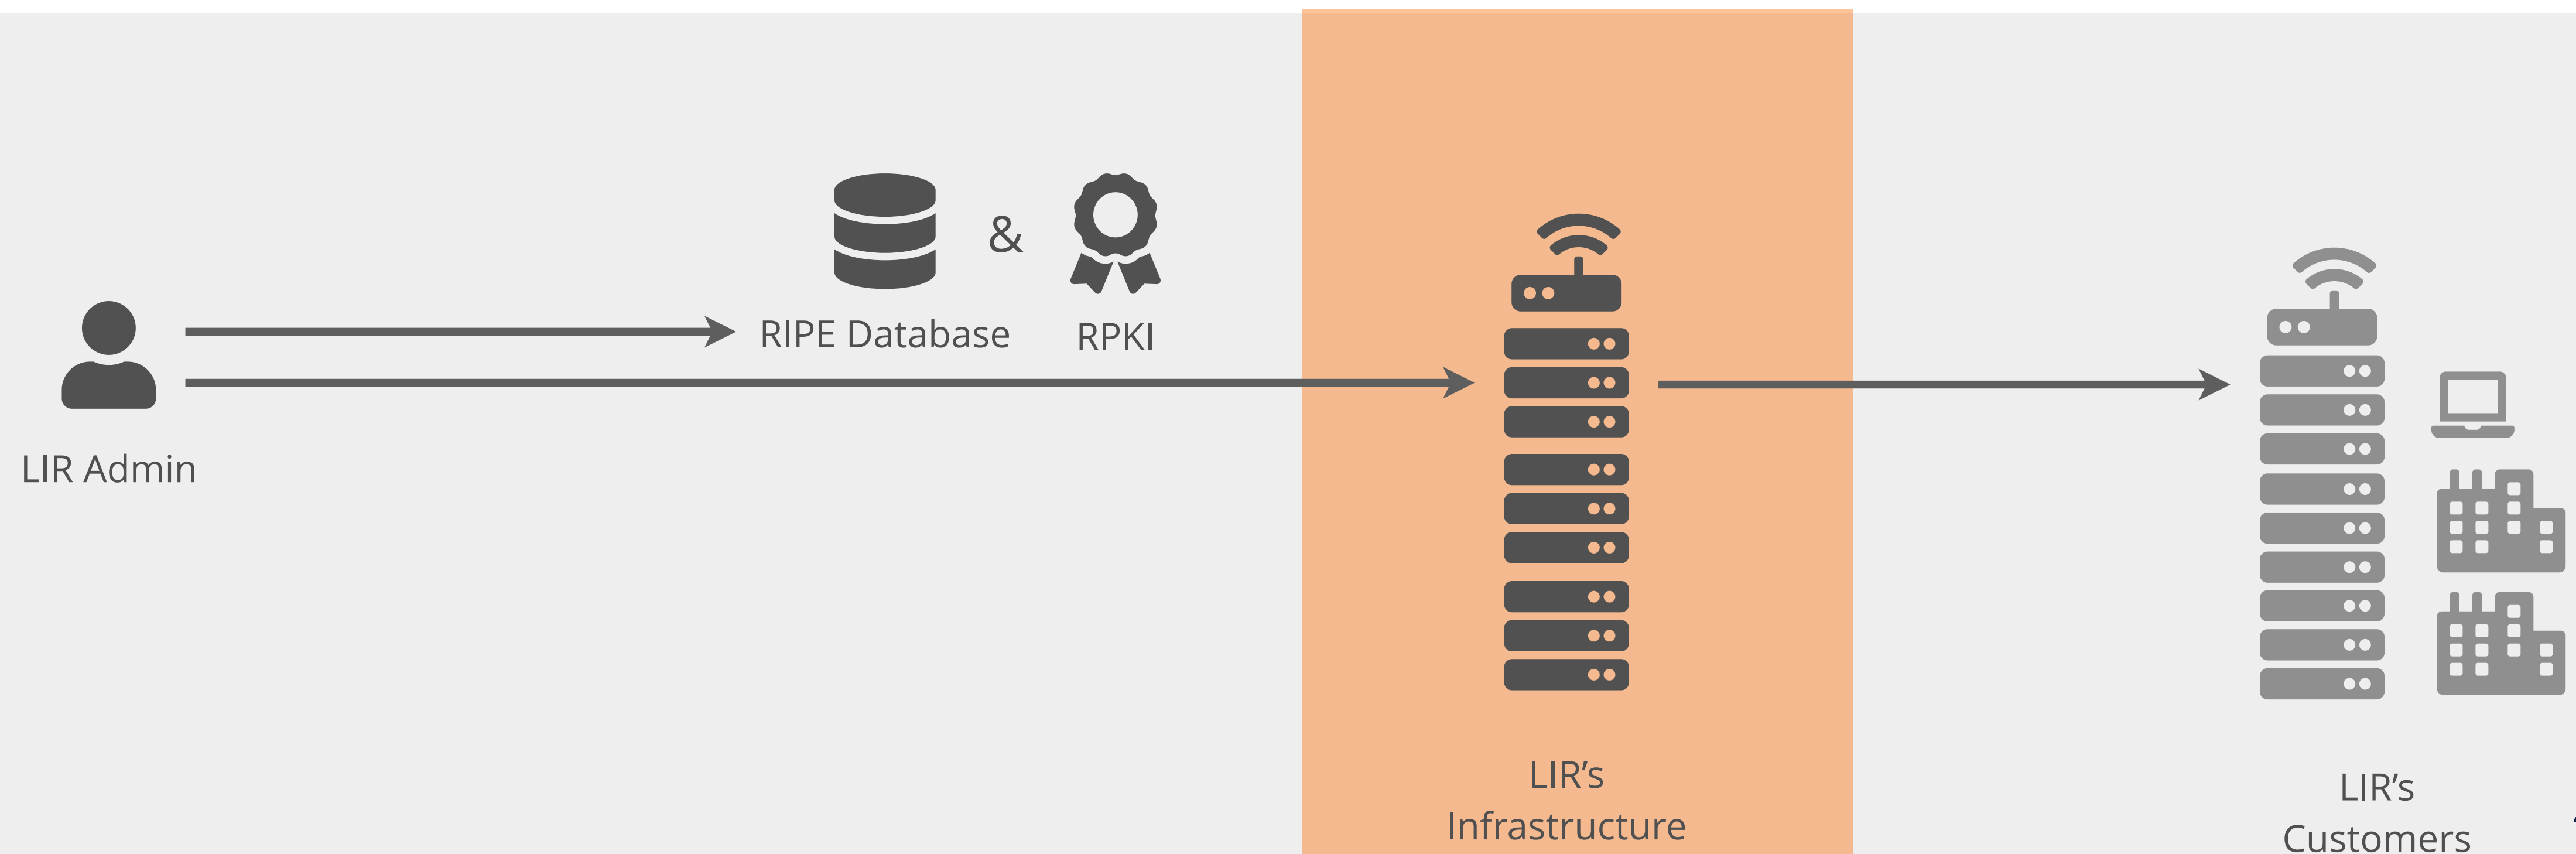 &
RIPE Database
RPKI
LIR Admin
LIR’s
Infrastructure
LIR’s
Customers